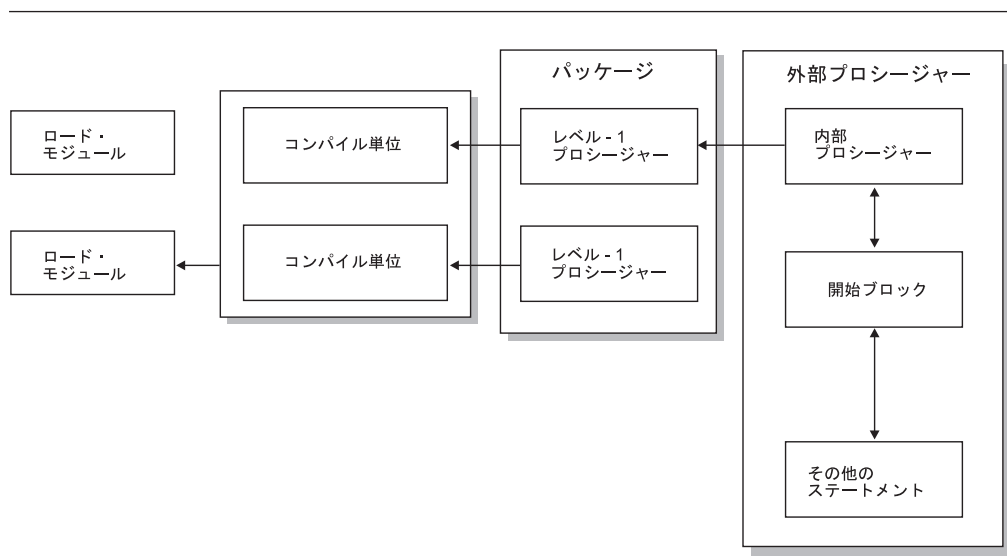 ロード・
モジュール
ロード・
モジュール
コンパイル単位
コンパイル単位
パッケージ
レベル - 1
プロシージャー
レベル - 1
プロシージャー
外部プロシージャー
内部
プロシージャー
開始ブロック
その他の
ステートメント